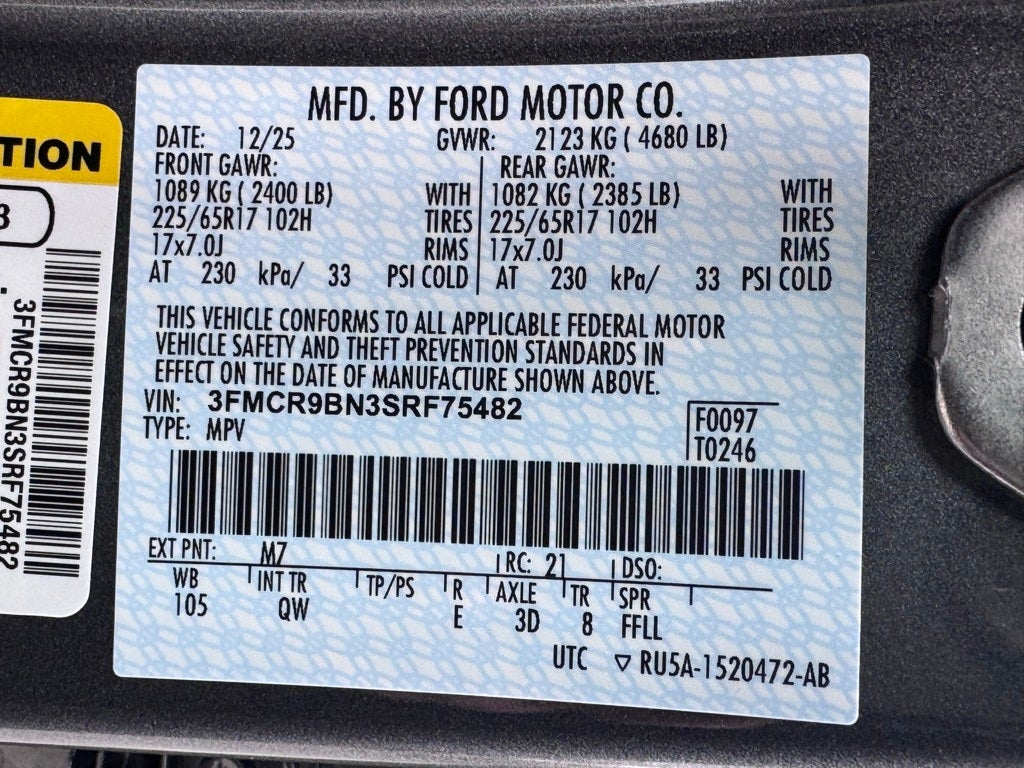 TION
3
3FMCR9BN3SRF75482
MFD. BY FORD MOTOR CO.
DATE: 12/25 GVWR: 2123 KG ( 4680 LB)
FRONT GAWR: REAR GAWR:
1089 KG ( 2400 LB) WITH 1082 KG ( 2385 LB) WITH
225/65R17 102H TIRES 225/65R17 102H TIRES
17x7.0J RIMS 17x7.0J RIMS
AT 230 kPa/ 33 PSI COLD AT 230 kPa/ 33 PSI COLD
THIS VEHICLE CONFORMS TO ALL APPLICABLE FEDERAL MOTOR
VEHICLE SAFETY AND THEFT PREVENTION STANDARDS IN
EFFECT ON THE DATE OF MANUFACTURE SHOWN ABOVE.
VIN: 3FMCR9BN3SRF75482
TYPE: MPV
F0097
T0246
EXT PNT: M7 RC: 21 DSO:
WB INT TR TP/PS R AXLE TR SPR
105 QW E 3D 8 FFLL
UTC ▽ RU5A-1520472-AB